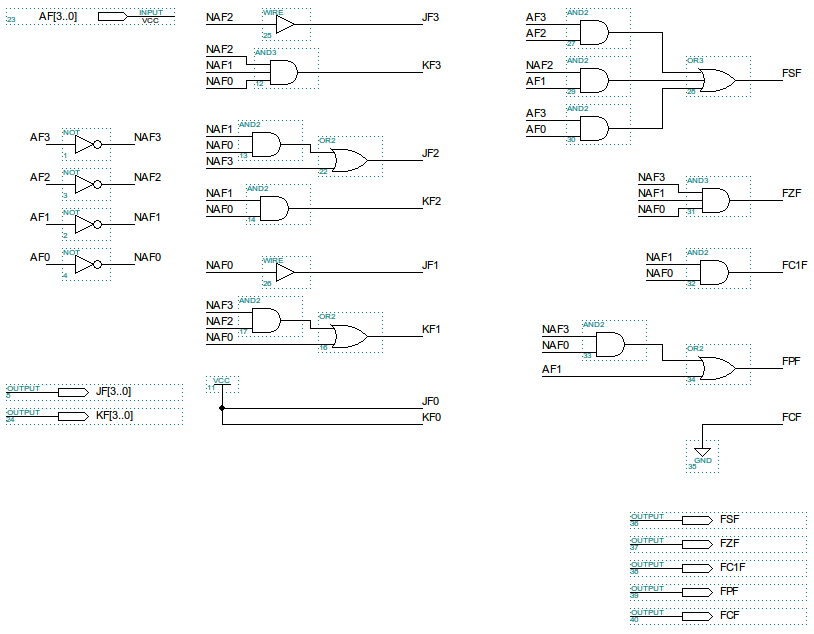 AF[3..0] INPUT
23 VCC
NOT
AF3 NAF3
1
NOT
AF2 NAF2
3
NOT
AF1 NAF1
2
NOT
AF0 NAF0
4
OUTPUT
JF[3..0]
5
OUTPUT
KF[3..0]
24
WIRE
NAF2 JF3
25
NAF2
AND3
NAF1 KF3
NAF0
12
AND2
NAF1
NAF0
13
OR2
NAF3 JF2
22
AND2
NAF1 KF2
NAF0
14
WIRE
NAF0 JF1
26
AND2
NAF3
NAF2
17
OR2
NAF0 KF1
16
VCC
11
JF0
KF0
AND2
AF3
AF2
27
AND2
NAF2
AF1
29
AND2
AF3
AF0
30
OR3
FSF
28
AND3
NAF3
NAF1 FZF
NAF0
31
AND2
NAF1 FC1F
NAF0
32
AND2
NAF3
NAF0
33
OR2
AF1 FPF
34
FCF
GND
35
OUTPUT
FSF
36
OUTPUT
FZF
37
OUTPUT
FC1F
38
OUTPUT
FPF
39
OUTPUT
FCF
40